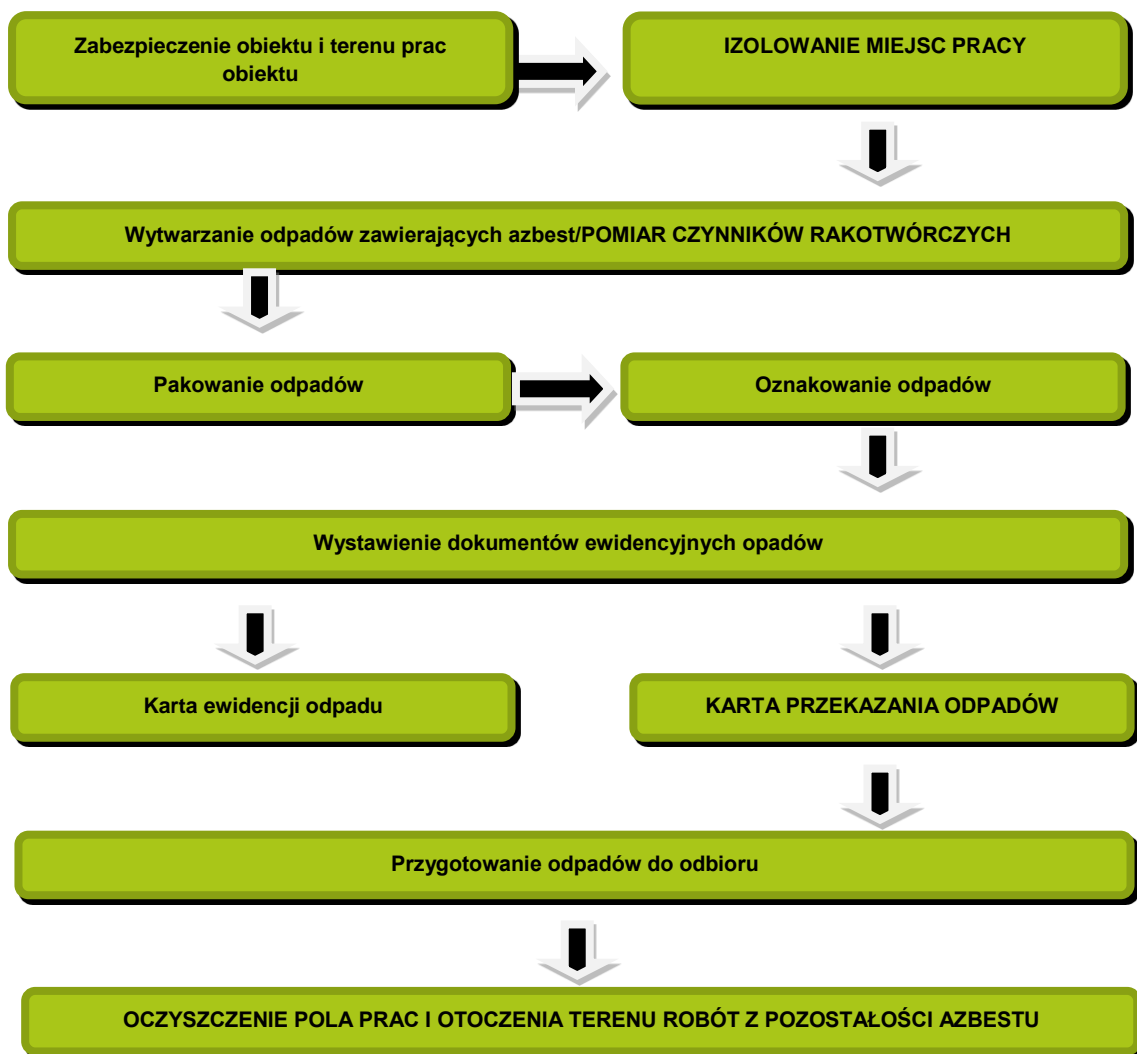 Zabezpieczenie obiektu i terenu prac
obiektu
IZOLOWANIE MIEJSC PRACY
Wytwarzanie odpadów zawierających azbest/POMIAR CZYNNIKÓW RAKOTWÓRCZYCH
Pakowanie odpadów
Oznakowanie odpadów
Wystawienie dokumentów ewidencyjnych opadów
Karta ewidencji odpadu
KARTA PRZEKAZANIA ODPADÓW
Przygotowanie odpadów do odbioru
OCZYSZCZENIE POLA PRAC I OTOCZENIA TERENU ROBÓT Z POZOSTAŁOŚCI AZBESTU